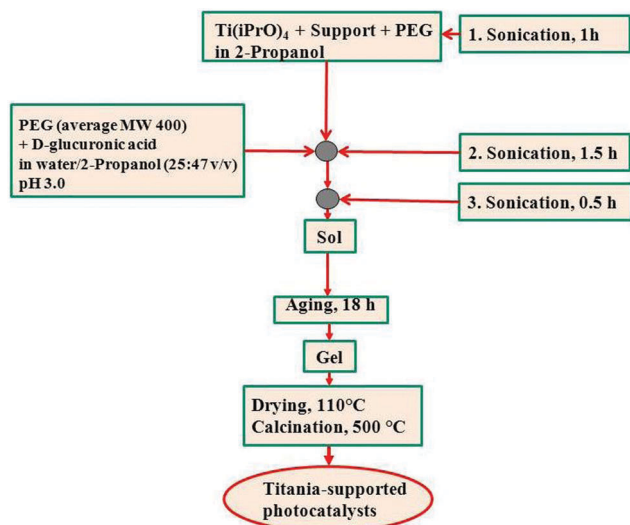 Ti(iPrO)₄ + Support + PEG
in 2-Propanol
1. Sonication, 1h
PEG (average MW 400)
+ D-glucuronic acid
in water/2-Propanol (25:47 v/v)
pH 3.0
2. Sonication, 1.5 h
3. Sonication, 0.5 h
Sol
Aging, 18 h
Gel
Drying, 110°C
Calcination, 500 °C
Titania-supported
photocatalysts